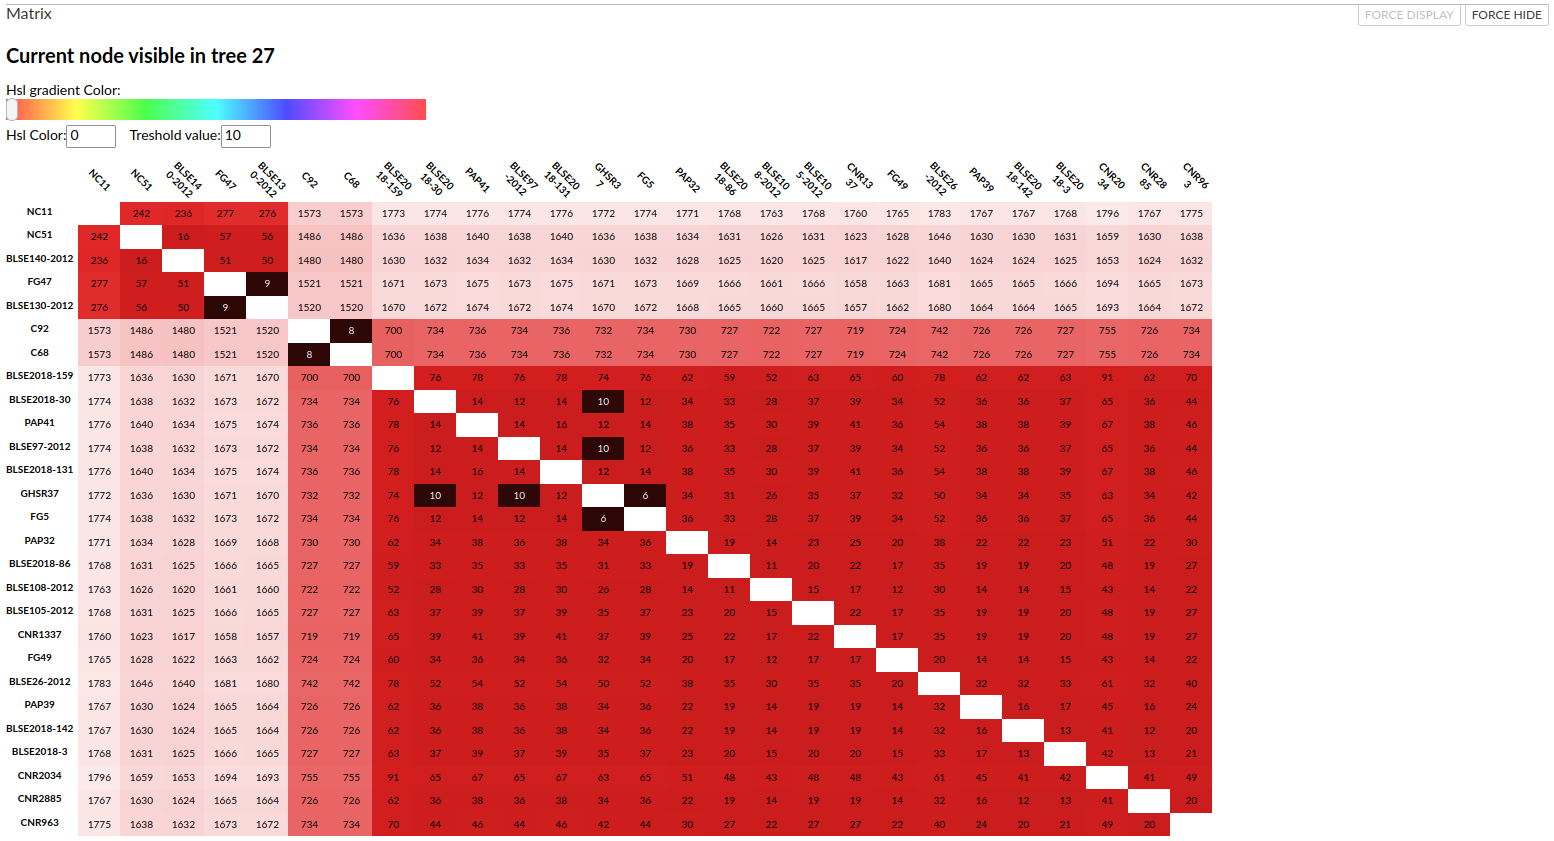 Matrix
FORCE DISPLAY FORCE HIDE
Current node visible in tree 27
Hsl gradient Color:
Hsl Color: 0 Treshold value: 10
NC11 NC51 BLSE140-2012 FG47 BLSE130-2012 C92 C68 BLSE2018-159 BLSE2018-30 PAP41 BLSE97-2012 BLSE2018-131 GHSR37 FG5 PAP32 BLSE2018-86 BLSE108-2012 BLSE105-2012 CNR1337 FG49 BLSE26-2012 PAP39 BLSE2018-142 BLSE2018-3 CNR2034 CNR2885 CNR963
NC11 242 236 277 276 1573 1573 1773 1774 1776 1774 1776 1772 1774 1771 1768 1763 1768 1760 1765 1783 1767 1767 1768 1796 1767 1775
NC51 242 16 57 56 1486 1486 1636 1638 1640 1638 1640 1636 1638 1634 1631 1626 1631 1623 1628 1646 1630 1630 1631 1659 1630 1638
BLSE140-2012 236 16 51 50 1480 1480 1630 1632 1634 1632 1634 1630 1632 1628 1625 1620 1625 1617 1622 1640 1624 1624 1625 1653 1624 1632
FG47 277 57 51 9 1521 1521 1671 1673 1675 1673 1675 1671 1673 1669 1666 1661 1666 1658 1663 1681 1665 1665 1666 1694 1665 1673
BLSE130-2012 276 56 50 9 1520 1520 1670 1672 1674 1672 1674 1670 1672 1668 1665 1660 1665 1657 1662 1680 1664 1664 1665 1693 1664 1672
C92 1573 1486 1480 1521 1520 8 700 734 736 734 736 732 734 730 727 722 727 719 724 742 726 726 727 755 726 734
C68 1573 1486 1480 1521 1520 8 700 734 736 734 736 732 734 730 727 722 727 719 724 742 726 726 727 755 726 734
BLSE2018-159 1773 1636 1630 1671 1670 700 700 76 78 76 78 74 76 62 59 52 63 65 60 78 62 62 63 91 62 70
BLSE2018-30 1774 1638 1632 1673 1672 734 734 76 14 12 14 10 12 34 33 28 37 39 34 52 36 36 37 65 36 44
PAP41 1776 1640 1634 1675 1674 736 736 78 14 14 16 12 14 38 35 30 39 41 36 54 38 38 39 67 38 46
BLSE97-2012 1774 1638 1632 1673 1672 734 734 76 12 14 14 10 12 36 33 28 37 39 34 52 36 36 37 65 36 44
BLSE2018-131 1776 1640 1634 1675 1674 736 736 78 14 16 14 12 14 38 35 30 39 41 36 54 38 38 39 67 38 46
GHSR37 1772 1636 1630 1671 1670 732 732 74 10 12 10 12 6 34 31 26 35 37 32 50 34 34 35 63 34 42
FG5 1774 1638 1632 1673 1672 734 734 76 12 14 12 14 6 36 33 28 37 39 34 52 36 36 37 65 36 44
PAP32 1771 1634 1628 1669 1668 730 730 62 34 38 36 38 34 36 19 14 23 25 20 38 22 22 23 51 22 30
BLSE2018-86 1768 1631 1625 1666 1665 727 727 59 33 35 33 35 31 33 19 11 20 22 17 35 19 19 20 48 19 27
BLSE108-2012 1763 1626 1620 1661 1660 722 722 52 28 30 28 30 26 28 14 11 15 17 12 30 14 14 15 43 14 22
BLSE105-2012 1768 1631 1625 1666 1665 727 727 63 37 39 37 39 35 37 23 20 15 22 17 35 19 19 20 48 19 27
CNR1337 1760 1623 1617 1658 1657 719 719 65 39 41 39 41 37 39 25 22 17 22 17 35 19 19 20 48 19 27
FG49 1765 1628 1622 1663 1662 724 724 60 34 36 34 36 32 34 20 17 12 17 17 20 14 14 15 43 14 22
BLSE26-2012 1783 1646 1640 1681 1680 742 742 78 52 54 52 54 50 52 38 35 30 35 35 20 32 32 33 61 32 40
PAP39 1767 1630 1624 1665 1664 726 726 62 36 38 36 38 34 36 22 19 14 19 19 14 32 16 17 45 16 24
BLSE2018-142 1767 1630 1624 1665 1664 726 726 62 36 38 36 38 34 36 22 19 14 19 19 14 32 16 13 41 12 20
BLSE2018-3 1768 1631 1625 1666 1665 727 727 63 37 39 37 39 35 37 23 20 15 20 20 15 33 17 13 42 13 21
CNR2034 1796 1659 1653 1694 1693 755 755 91 65 67 65 67 63 65 51 48 43 48 48 43 61 45 41 42 41 49
CNR2885 1767 1630 1624 1665 1664 726 726 62 36 38 36 38 34 36 22 19 14 19 19 14 32 16 12 13 41 20
CNR963 1775 1638 1632 1673 1672 734 734 70 44 46 44 46 42 44 30 27 22 27 27 22 40 24 20 21 49 20